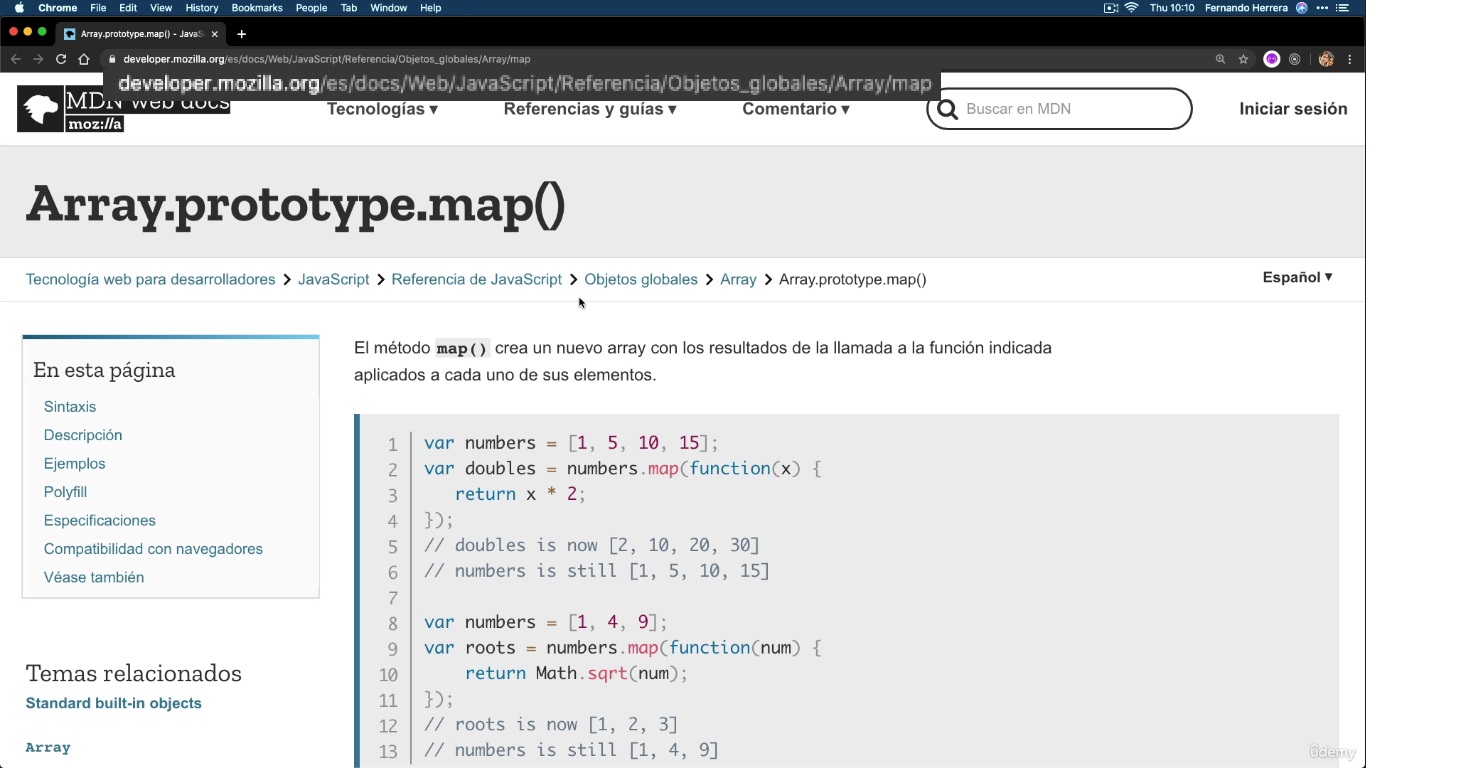 Chrome File Edit View History Bookmarks People Tab Window Help Thu 10:10 Fernando Herrera
Array.prototype.map() - JavaS
developer.mozilla.org/es/docs/Web/JavaScript/Referencia/Objetos_globales/Array/map
developer.mozilla.org/es/docs/Web/JavaScript/Referencia/Objetos_globales/Array/map
MDN web docs
moz://a
Tecnologías ▾ Referencias y guías ▾ Comentario ▾ Buscar en MDN Iniciar sesión
Array.prototype.map()
Tecnología web para desarrolladores > JavaScript > Referencia de JavaScript > Objetos globales > Array > Array.prototype.map() Español ▾
En esta página
Sintaxis
Descripción
Ejemplos
Polyfill
Especificaciones
Compatibilidad con navegadores
Véase también
Temas relacionados
Standard built-in objects
Array
El método map() crea un nuevo array con los resultados de la llamada a la función indicada
aplicados a cada uno de sus elementos.
1 var numbers = [1, 5, 10, 15];
2 var doubles = numbers.map(function(x) {
3    return x * 2;
4 });
5 // doubles is now [2, 10, 20, 30]
6 // numbers is still [1, 5, 10, 15]
7
8 var numbers = [1, 4, 9];
9 var roots = numbers.map(function(num) {
10     return Math.sqrt(num);
11 });
12 // roots is now [1, 2, 3]
13 // numbers is still [1, 4, 9]
ûdemy